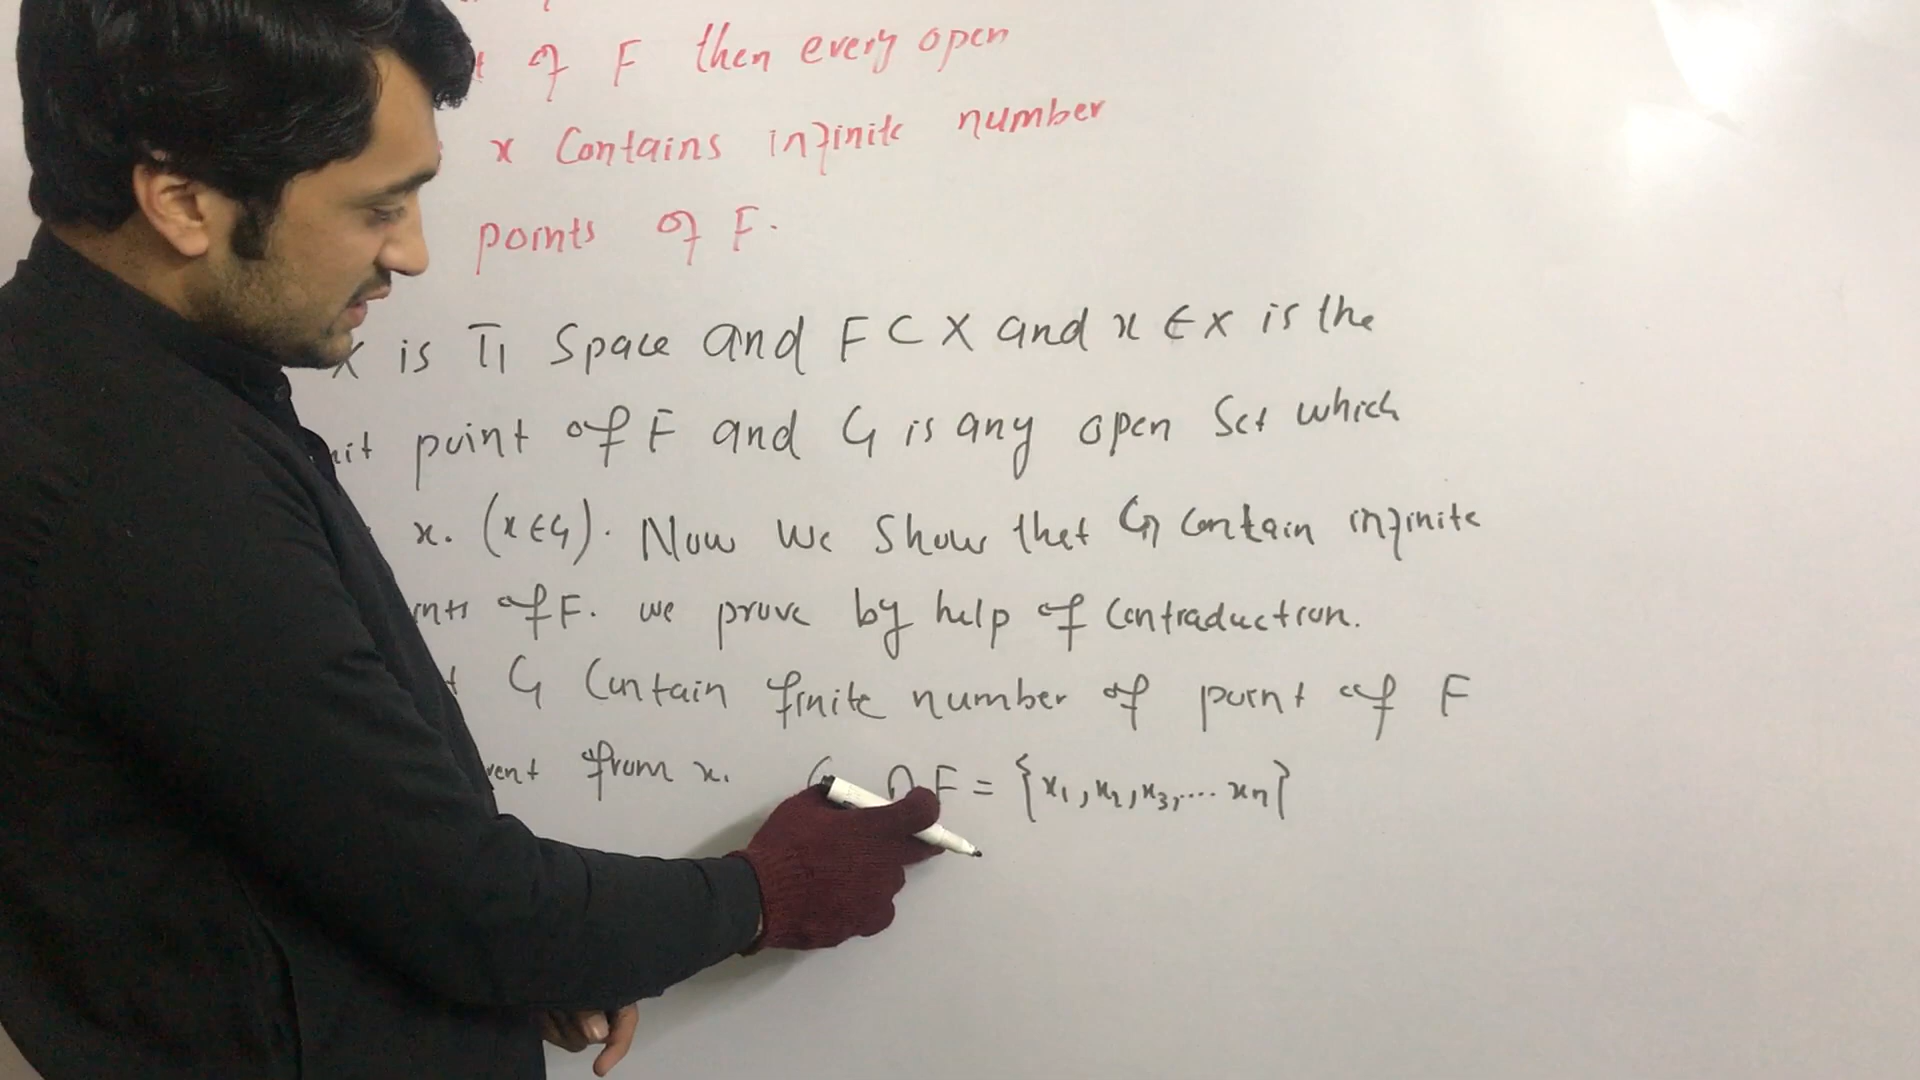 of F then every open
x Contains infinite number
points of F.
X is T1 Space and F ⊂ X and x ∈ X is the
point of F and G is any open Set which
x. (x∈G). Now we Show that G contain infinite
of F. we prove by help of Contraduction.
G Contain finite number of point of F
from x. G ∩ F = {x1, x2, x3, .... xn}